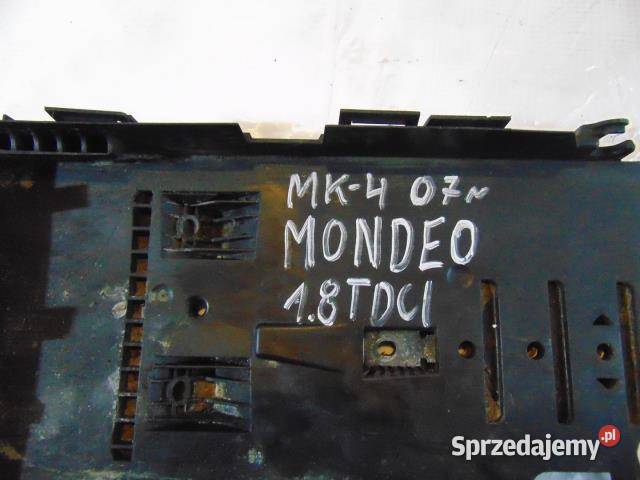 MK-4 07r
MONDEO
1.8TDCI
Sprzedajemy.pl